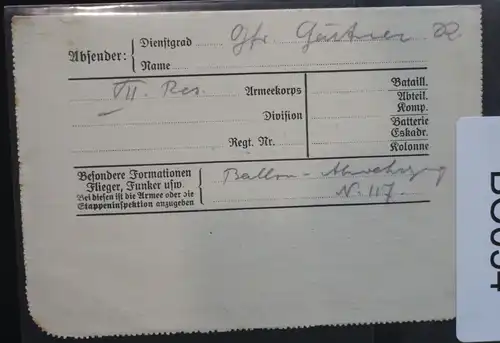 Absender: { Dienstgrad Gfr. Gärtner
Name
VII. Res. Armeekorps
Division
Regt. Nr.
Bataill.
Abteil.
Komp.
Batterie
Eskadr.
Kolonne
Besondere Formationen
Flieger, Funker usw.
Bei diesen ist die Armee oder die
Etappeninspektion anzugeben
Ballon-Abwehrzug
Nr. 117.